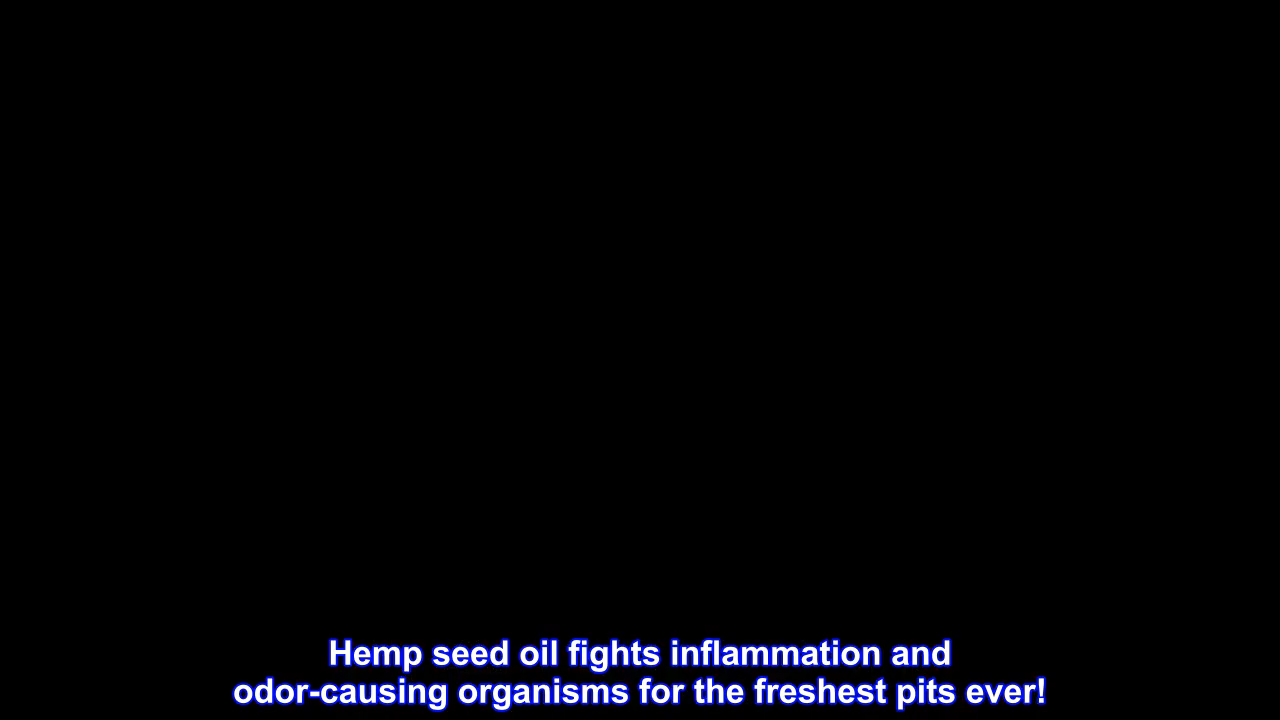 Hemp seed oil fights inflammation and
odor-causing organisms for the freshest pits ever!